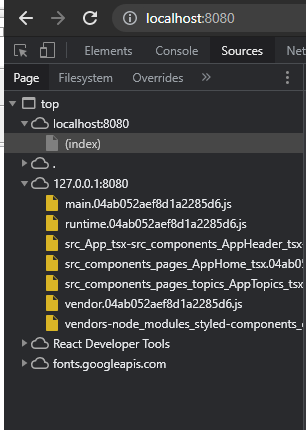 localhost:8080
Elements Console Sources Net
Page Filesystem Overrides »
top
localhost:8080
(index)
.
127.0.0.1:8080
main.04ab052aef8d1a2285d6.js
runtime.04ab052aef8d1a2285d6.js
src_App_tsx-src_components_AppHeader_tsx
src_components_pages_AppHome_tsx.04ab05
src_components_pages_topics_AppTopics_tsx
vendor.04ab052aef8d1a2285d6.js
vendors-node_modules_styled-components_
React Developer Tools
fonts.googleapis.com